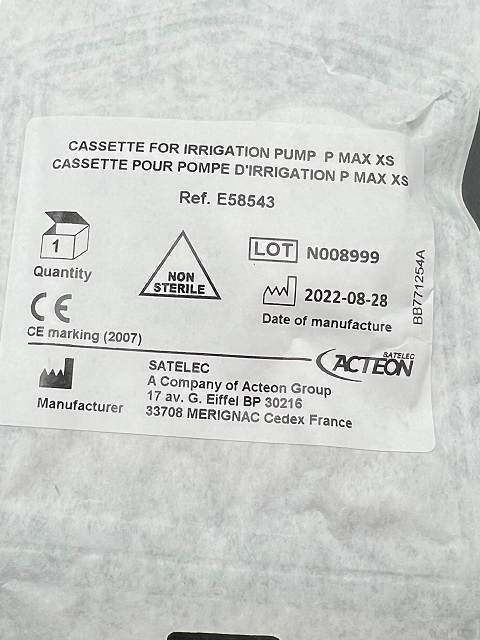 CASSETTE FOR IRRIGATION PUMP P MAX XS
CASSETTE POUR POMPE D'IRRIGATION P MAX XS
Ref. E58543
1
Quantity
NON
STERILE
LOT N008999
2022-08-28
Date of manufacture
BB771254A
CE
CE marking (2007)
SATELEC
ACTEON
Manufacturer
SATELEC
A Company of Acteon Group
17 av. G. Eiffel BP 30216
33708 MERIGNAC Cedex France